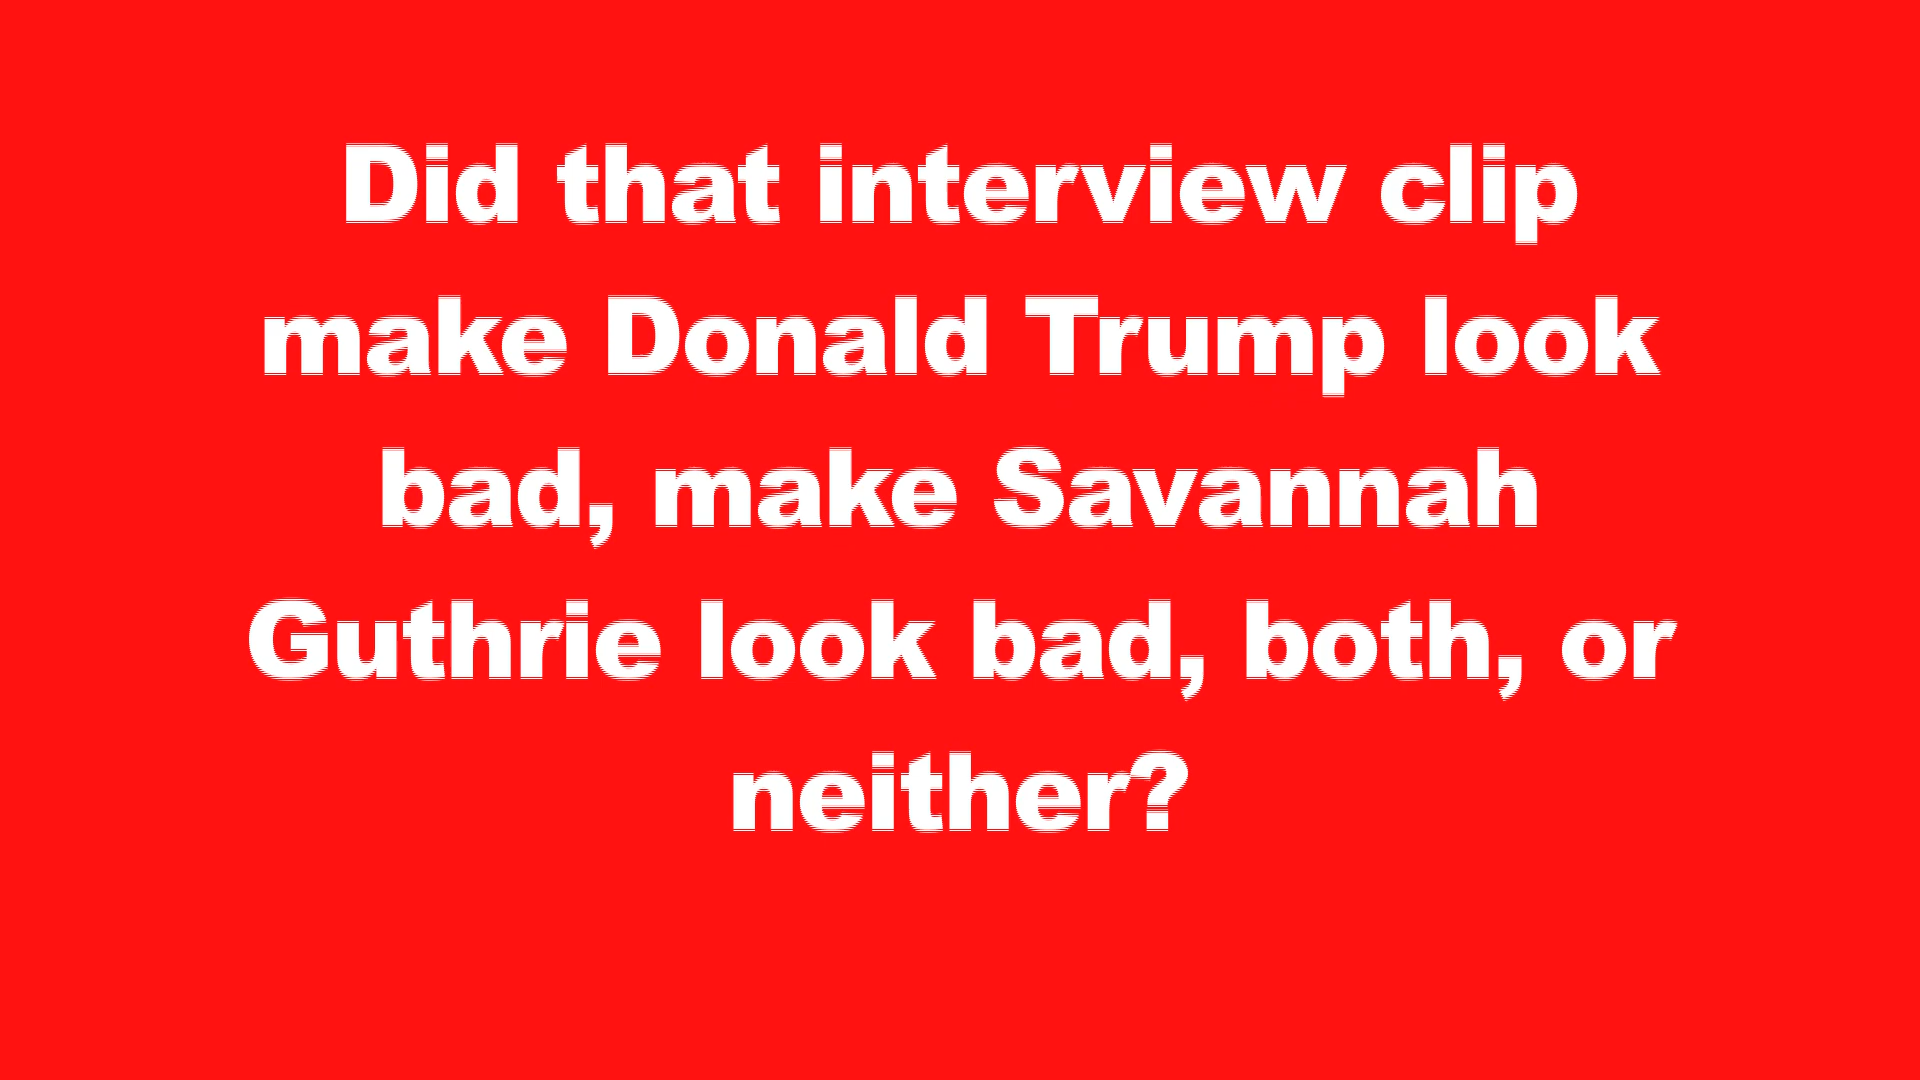 Did that interview clip
make Donald Trump look
bad, make Savannah
Guthrie look bad, both, or
neither?